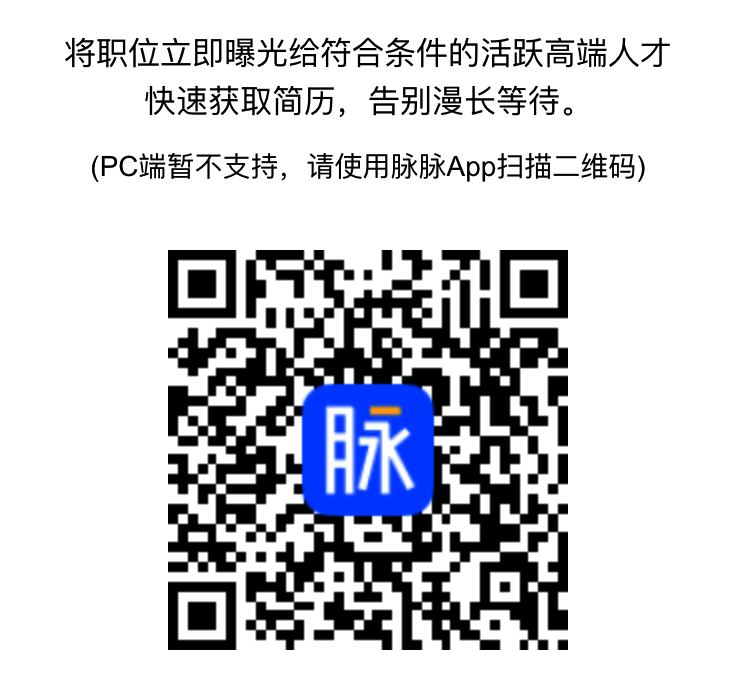 将职位立即曝光给符合条件的活跃高端人才
快速获取简历，告别漫长等待。
(PC端暂不支持，请使用脉脉App扫描二维码)
脉